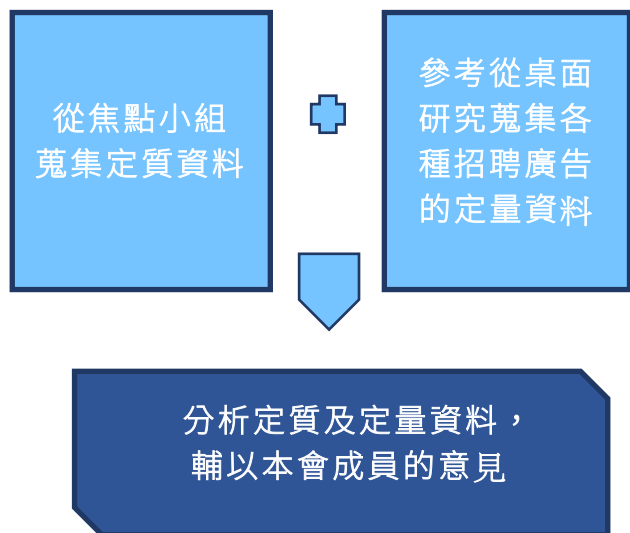 從焦點小組
蒐集定質資料
參考從桌面
研究蒐集各
種招聘廣告
的定量資料
分析定質及定量資料，
輔以本會成員的意見